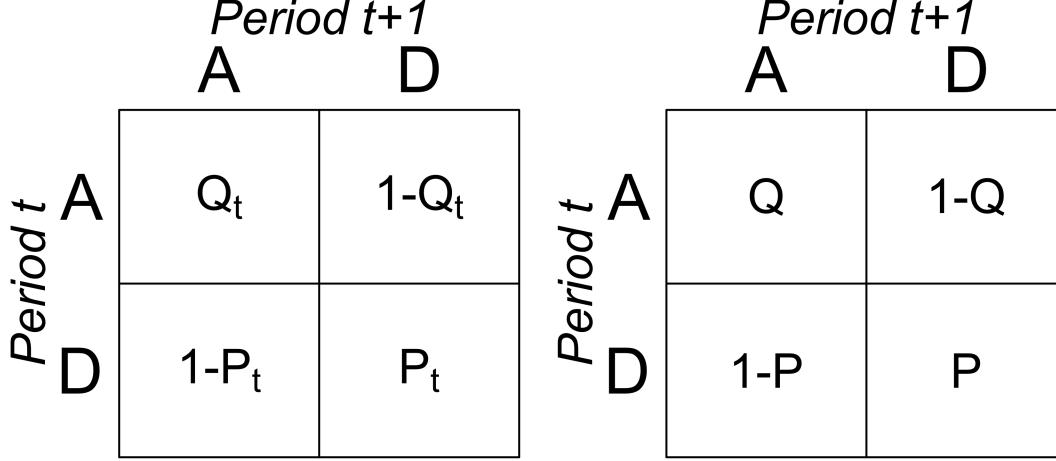 Period t+1 Period t+1
A D A D
Period t A Qt 1-Qt Period t A Q 1-Q
D 1-Pt Pt D 1-P P